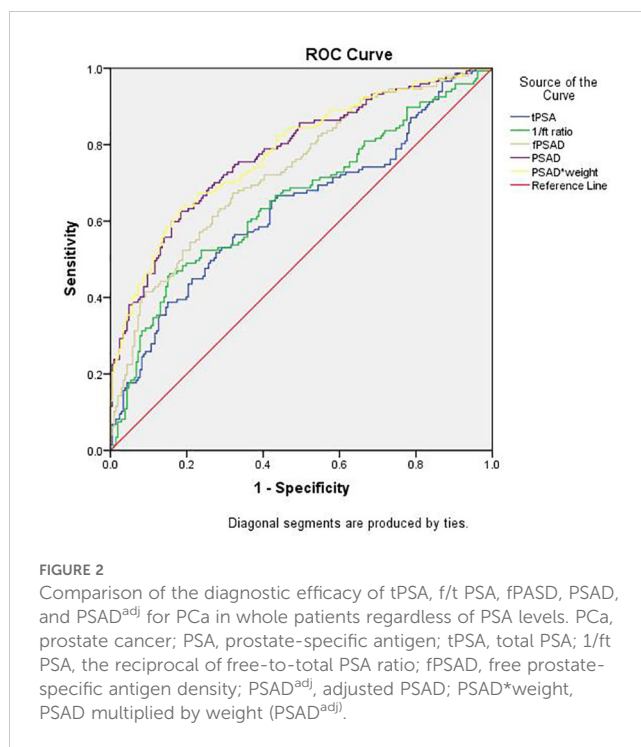 ROC Curve
1.0
0.8
0.6
0.4
0.2
0.0
Sensitivity
0.0 0.2 0.4 0.6 0.8 1.0
1 - Specificity
Source of the
Curve
tPSA
1/ft ratio
fPSAD
PSAD
PSAD*weight
Reference Line
Diagonal segments are produced by ties.
FIGURE 2
Comparison of the diagnostic efficacy of tPSA, f/t PSA, fPASD, PSAD,
and PSADadj for PCa in whole patients regardless of PSA levels. PCa,
prostate cancer; PSA, prostate-specific antigen; tPSA, total PSA; 1/ft
PSA, the reciprocal of free-to-total PSA ratio; fPSAD, free prostate-
specific antigen density; PSADadj, adjusted PSAD; PSAD*weight,
PSAD multiplied by weight (PSADadj).